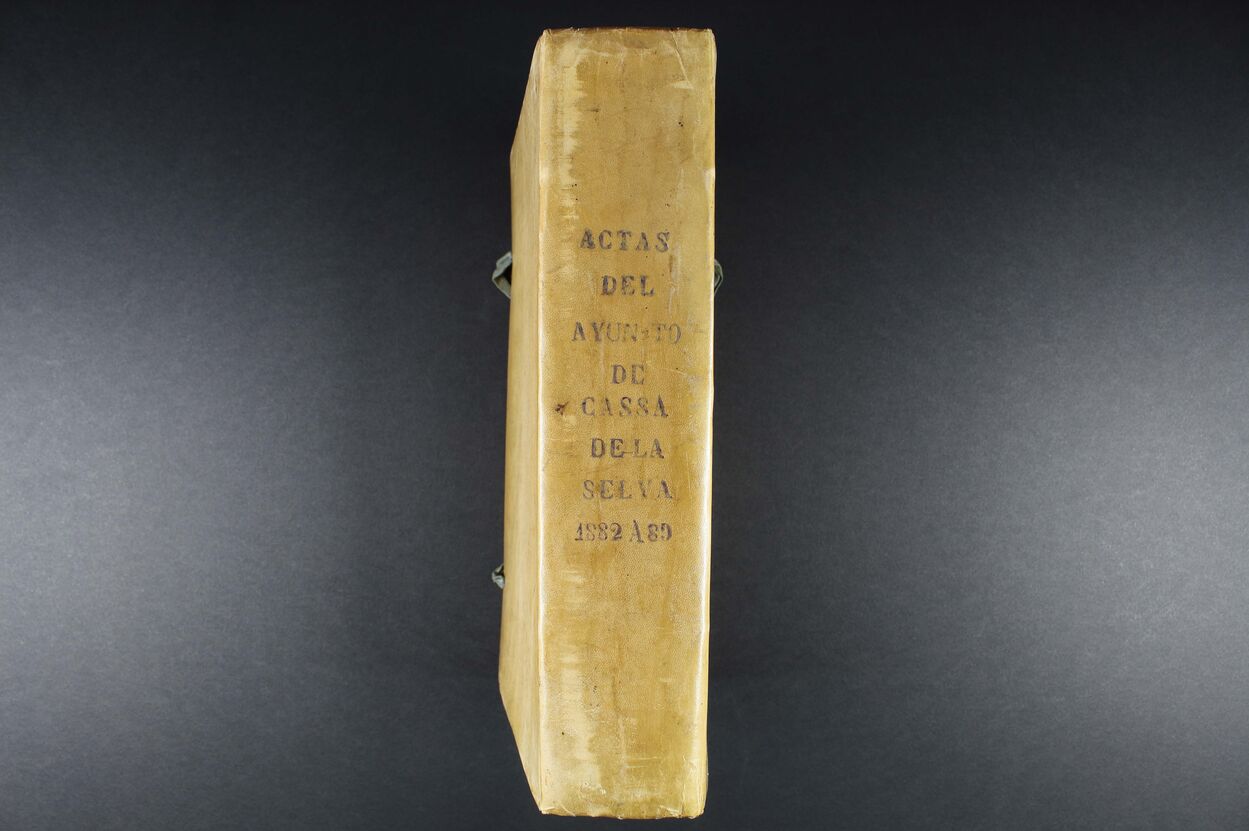 ACTAS
DEL
AYUN-TO
DE
CASSA
DE-LA
SELVA
1882 A 89